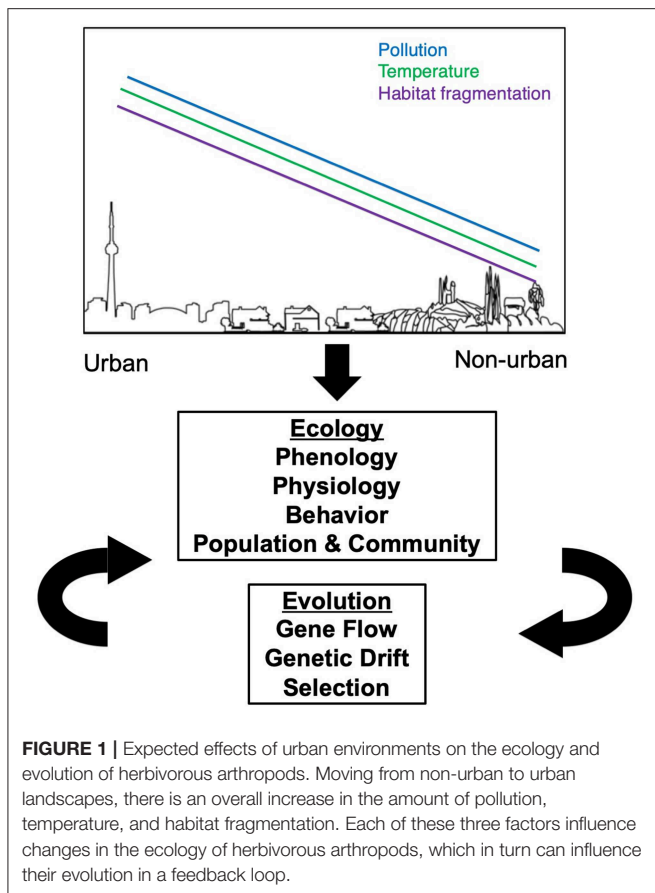 Pollution
Temperature
Habitat fragmentation
Urban
Non-urban
Ecology
Phenology
Physiology
Behavior
Population & Community
Evolution
Gene Flow
Genetic Drift
Selection
FIGURE 1 | Expected effects of urban environments on the ecology and
evolution of herbivorous arthropods. Moving from non-urban to urban
landscapes, there is an overall increase in the amount of pollution,
temperature, and habitat fragmentation. Each of these three factors influence
changes in the ecology of herbivorous arthropods, which in turn can influence
their evolution in a feedback loop.